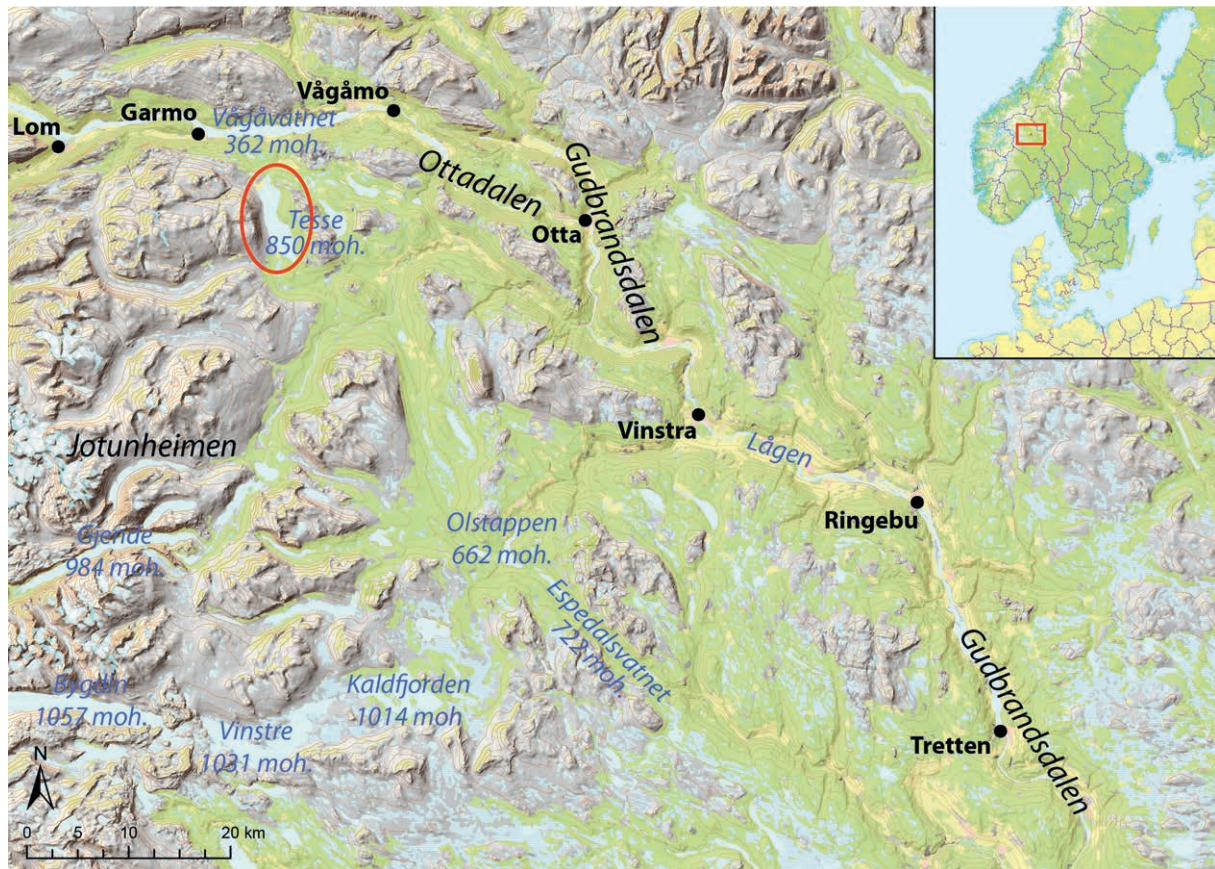 Vågåmo
Garmo
Vågåvatnet
362 moh.
Lom
Ottadalen
Gudbrandsdalen
Tesse
850 moh.
Otta
Vinstra
Lågen
Jotunheimen
Ringebu
Olstappen
662 moh.
Gjende
984 moh.
Espedalsvatnet
722 moh.
Gudbrandsdalen
Bygdin
1057 moh.
Kaldfjorden
1014 moh
Vinstre
1031 moh.
Tretten
N
0 5 10 20 km